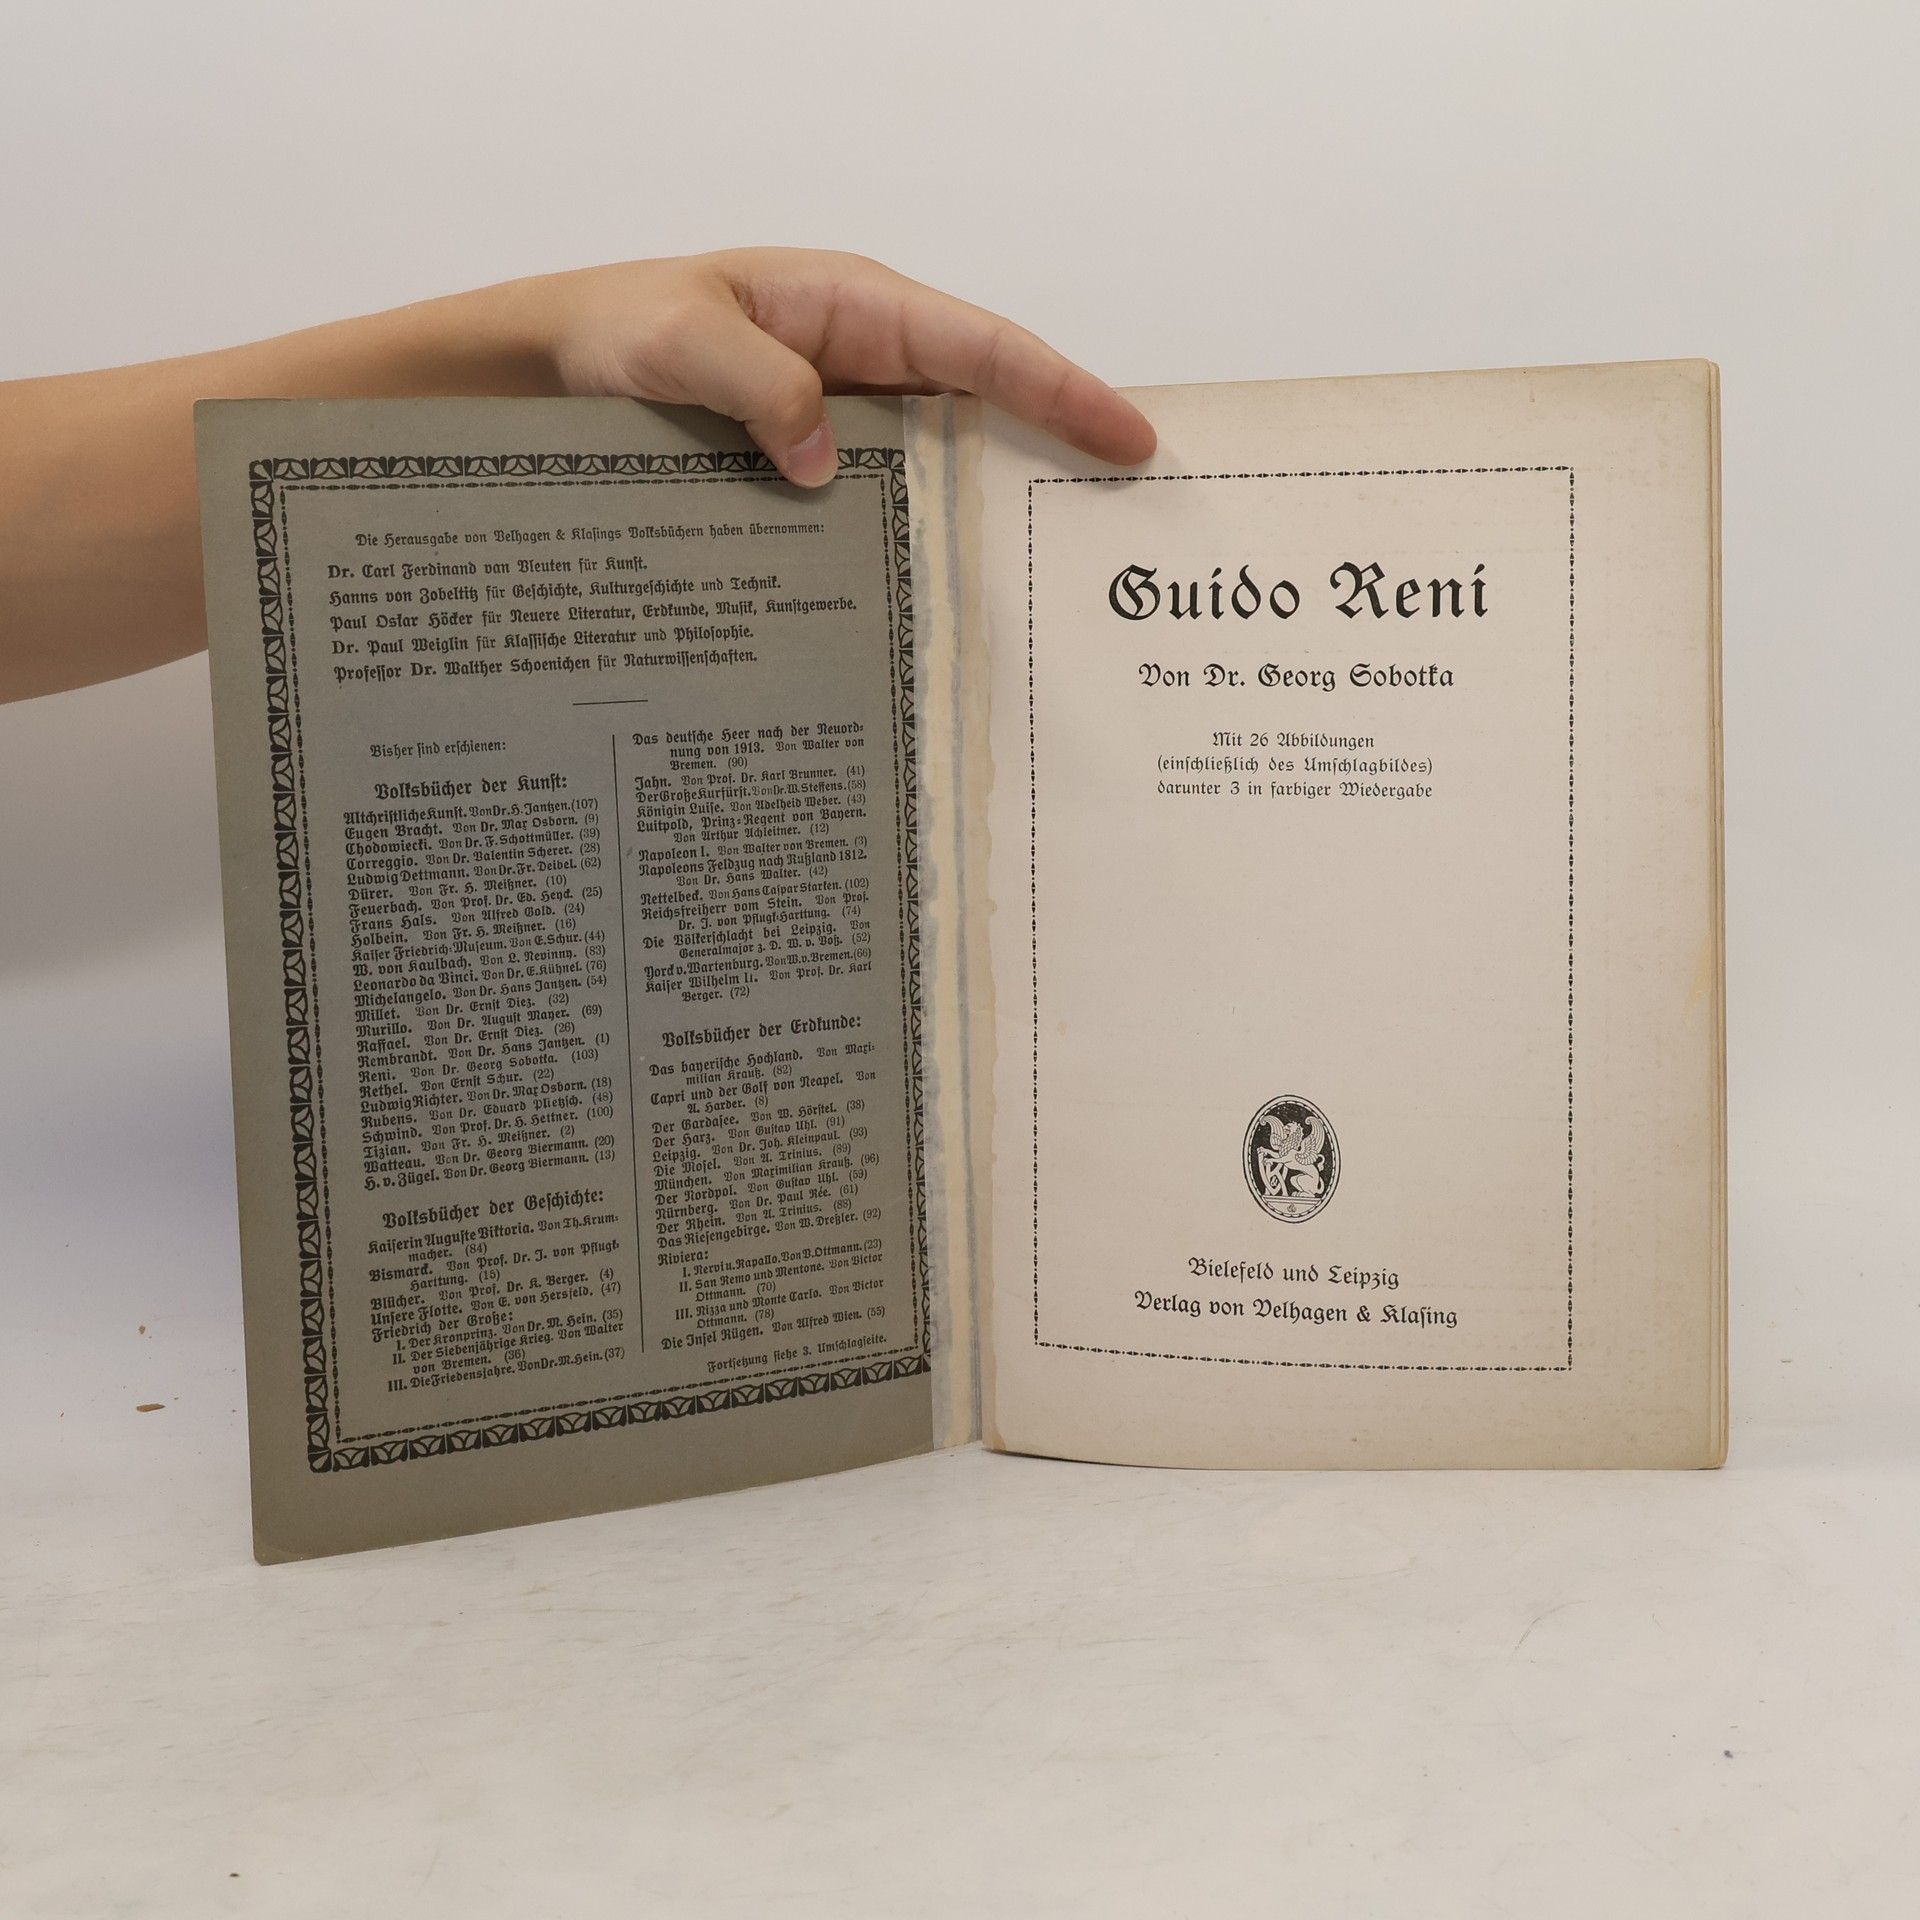 Die Herausgabe von Velhagen & Klasings Volksbüchern haben übernommen:
Dr. Carl Ferdinand van Vleuten für Kunst.
Hanns von Zobeltitz für Geschichte, Kulturgeschichte und Technik.
Paul Oskar Höcker für Neuere Literatur, Erdkunde, Musik, Kunstgewerbe.
Dr. Paul Weiglin für Klassische Literatur und Philosophie.
Professor Dr. Walther Schoenichen für Naturwissenschaften.
Bisher sind erschienen:
Volksbücher der Kunst:
Altchristliche Kunst. Von Dr. H. Jantzen. (107)
Eugen Bracht. Von Dr. Max Osborn. (9)
Chodowiecki. Von Dr. F. Schottmüller. (39)
Correggio. Von Dr. Valentin Scherer. (28)
Ludwig Dettmann. Von Dr. Fr. Deibel. (62)
Dürer. Von Fr. H. Meißner. (10)
Feuerbach. Von Prof. Dr. Ed. Heyck. (25)
Frans Hals. Von Alfred Gold. (24)
Holbein. Von Fr. H. Meißner. (16)
Kaiser Friedrich-Museum. Von E. Schur. (44)
W. von Kaulbach. Von L. Nevinny. (83)
Leonardo da Vinci. Von Dr. E. Kühnel. (76)
Michelangelo. Von Dr. Hans Jantzen. (54)
Millet. Von Dr. Ernst Diez. (32)
Murillo. Von Dr. August Mayer. (69)
Raffael. Von Dr. Ernst Diez. (26)
Rembrandt. Von Dr. Hans Jantzen. (1)
Reni. Von Dr. Georg Sobotka. (103)
Rethel. Von Ernst Schur. (22)
Ludwig Richter. Von Dr. Max Osborn. (18)
Rubens. Von Dr. Eduard Plietzsch. (48)
Schwind. Von Prof. Dr. H. Hettner. (100)
Tizian. Von Fr. H. Meißner. (2)
Watteau. Von Dr. Georg Biermann. (20)
H. v. Zügel. Von Dr. Georg Biermann. (13)
Volksbücher der Geschichte:
Kaiserin Auguste Viktoria. Von Th. Krum-
macher. (84)
Bismarck. Von Prof. Dr. J. von Pflugk-
Harttung. (15)
Blücher. Von Prof. Dr. K. Berger. (4)
Unsere Flotte. Von E. von Hersfeld. (47)
Friedrich der Große:
I. Der Kronprinz. Von Dr. M. Hein. (35)
II. Der Siebenjährige Krieg. Von Walter
von Bremen. (36)
III. Die Friedensjahre. Von Dr. M. Hein. (37)
Das deutsche Heer nach der Neuord-
nung von 1913. Von Walter von
Bremen. (90)
Jahn. Von Prof. Dr. Karl Brunner. (41)
Der Große Kurfürst. Von Dr. W. Steffens. (58)
Königin Luise. Von Adelheid Weber. (43)
Luitpold, Prinz-Regent von Bayern.
Von Arthur Achleitner. (12)
Napoleon I. Von Walter von Bremen. (3)
Napoleons Feldzug nach Rußland 1812.
Von Dr. Hans Walter. (42)
Nettelbeck. Von Hans Caspar Starken. (102)
Reichsfreiherr vom Stein. Von Prof.
Dr. J. von Pflugk-Harttung. (74)
Die Völkerschlacht bei Leipzig. Von
Generalmajor z. D. W. v. Voß. (52)
Yorck v. Wartenburg. Von W. v. Bremen. (66)
Kaiser Wilhelm II. Von Prof. Dr. Karl
Berger. (72)
Volksbücher der Erdkunde:
Das bayerische Hochland. Von Maxi-
milian Krauß. (82)
Capri und der Golf von Neapel. Von
A. Harder. (8)
Der Gardasee. Von W. Hörstel. (38)
Der Harz. Von Gustav Uhl. (91)
Leipzig. Von Dr. Joh. Kleinpaul. (93)
Die Mosel. Von A. Trinius. (89)
München. Von Maximilian Krauß. (96)
Der Nordpol. Von Gustav Uhl. (59)
Nürnberg. Von Dr. Paul Rée. (61)
Der Rhein. Von A. Trinius. (88)
Das Riesengebirge. Von W. Dreßler. (92)
Riviera:
I. Nervi u. Rapallo. Von V. Ottmann. (23)
II. San Remo und Mentone. Von Victor
Ottmann. (70)
III. Nizza und Monte Carlo. Von Victor
Ottmann. (78)
Die Insel Rügen. Von Alfred Wien. (55)
Fortsetzung siehe 3. Umschlagseite.
Guido Reni
Von Dr. Georg Sobotka
Mit 26 Abbildungen
(einschließlich des Umschlagbildes)
darunter 3 in farbiger Wiedergabe
Bielefeld und Leipzig
Verlag von Velhagen & Klasing